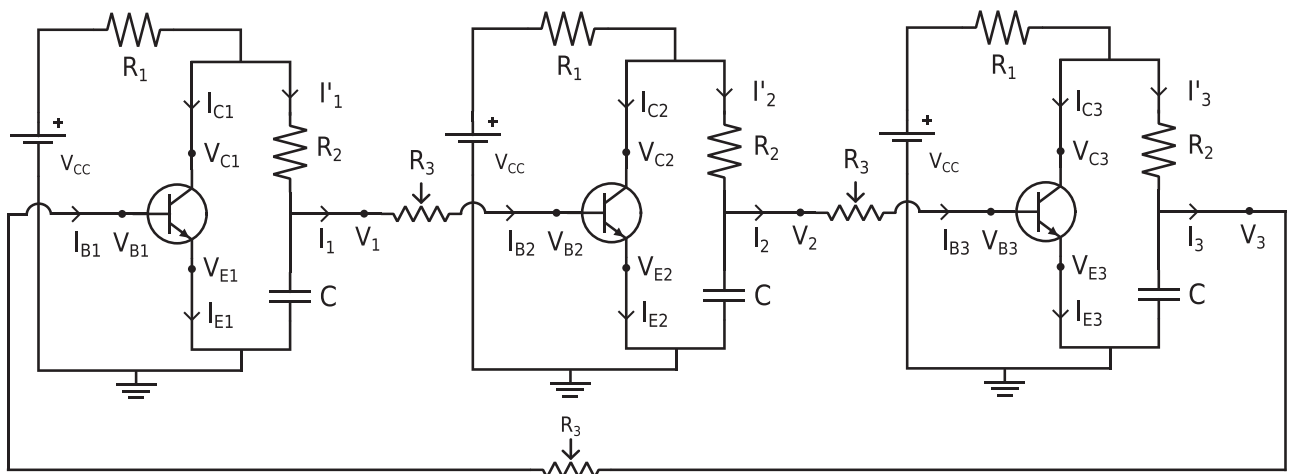 R1 R1 R1
+ + +
VCC VCC VCC
IC1 I'1 IC2 I'2 IC3 I'3
VC1 R2 VC2 R2 VC3 R2
R3 R3
IB1 VB1 I1 V1 IB2 VB2 I2 V2 IB3 VB3 I3 V3
VE1 VE2 VE3
C C C
IE1 IE2 IE3
R3